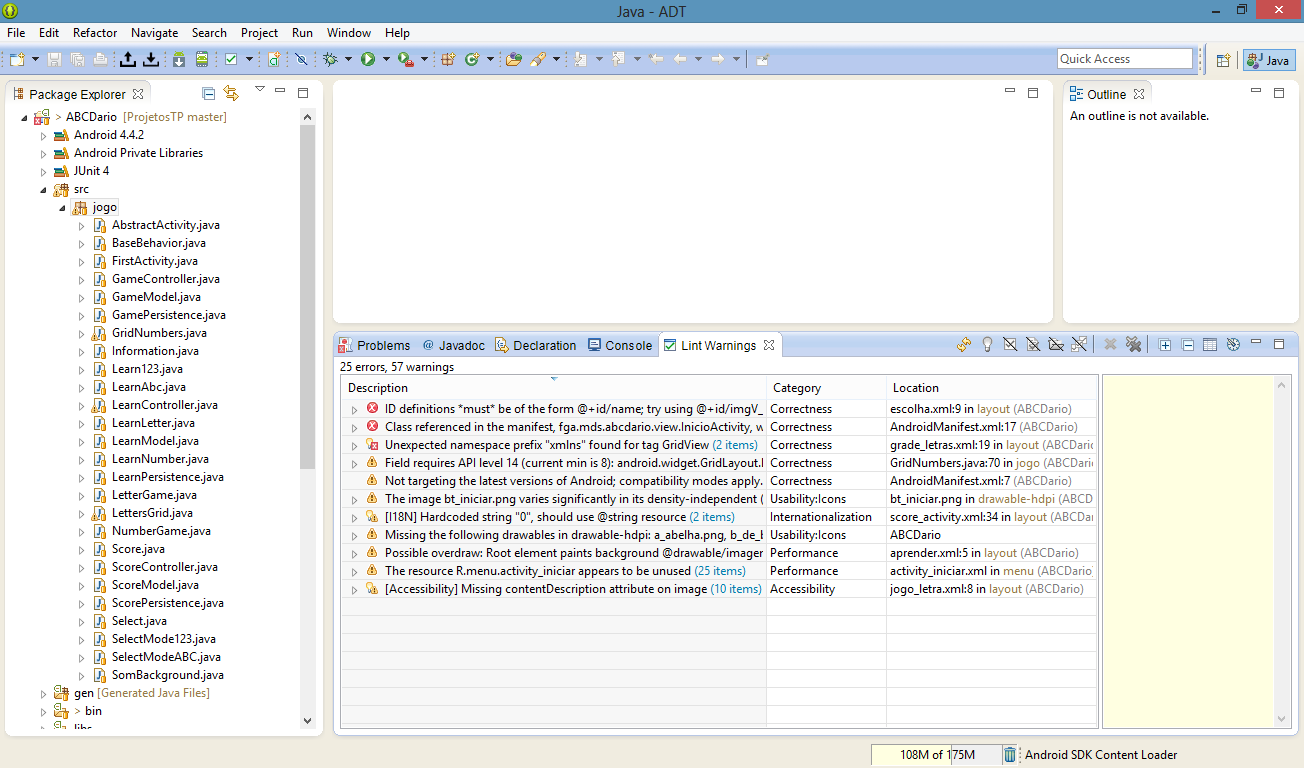 Java - ADT
File Edit Refactor Navigate Search Project Run Window Help
Quick Access
Java
Package Explorer
> ABCDario [ProjetosTP master]
Android 4.4.2
Android Private Libraries
JUnit 4
src
jogo
AbstractActivity.java
BaseBehavior.java
FirstActivity.java
GameController.java
GameModel.java
GamePersistence.java
GridNumbers.java
Information.java
Learn123.java
LearnAbc.java
LearnController.java
LearnLetter.java
LearnModel.java
LearnNumber.java
LearnPersistence.java
LetterGame.java
LettersGrid.java
NumberGame.java
Score.java
ScoreController.java
ScoreModel.java
ScorePersistence.java
Select.java
SelectMode123.java
SelectModeABC.java
SomBackground.java
gen [Generated Java Files]
> bin
libs
Outline
An outline is not available.
Problems @ Javadoc Declaration Console Lint Warnings
25 errors, 57 warnings
Description Category Location
ID definitions *must* be of the form @+id/name; try using @+id/imgV_ Correctness escolha.xml:9 in layout (ABCDario)
Class referenced in the manifest, fga.mds.abcdario.view.InicioActivity, w Correctness AndroidManifest.xml:17 (ABCDario)
Unexpected namespace prefix "xmlns" found for tag GridView (2 items) Correctness grade_letras.xml:19 in layout (ABCDario
Field requires API level 14 (current min is 8): android.widget.GridLayout.l Correctness GridNumbers.java:70 in jogo (ABCDario)
Not targeting the latest versions of Android; compatibility modes apply. Correctness AndroidManifest.xml:7 (ABCDario)
The image bt_iniciar.png varies significantly in its density-independent ( Usability:Icons bt_iniciar.png in drawable-hdpi (ABCD
[I18N] Hardcoded string "0", should use @string resource (2 items) Internationalization score_activity.xml:34 in layout (ABCDario
Missing the following drawables in drawable-hdpi: a_abelha.png, b_de_b Usability:Icons ABCDario
Possible overdraw: Root element paints background @drawable/imager Performance aprender.xml:5 in layout (ABCDario)
The resource R.menu.activity_iniciar appears to be unused (25 items) Performance activity_iniciar.xml in menu (ABCDario)
[Accessibility] Missing contentDescription attribute on image (10 items) Accessibility jogo_letra.xml:8 in layout (ABCDario)
108M of 175M
Android SDK Content Loader